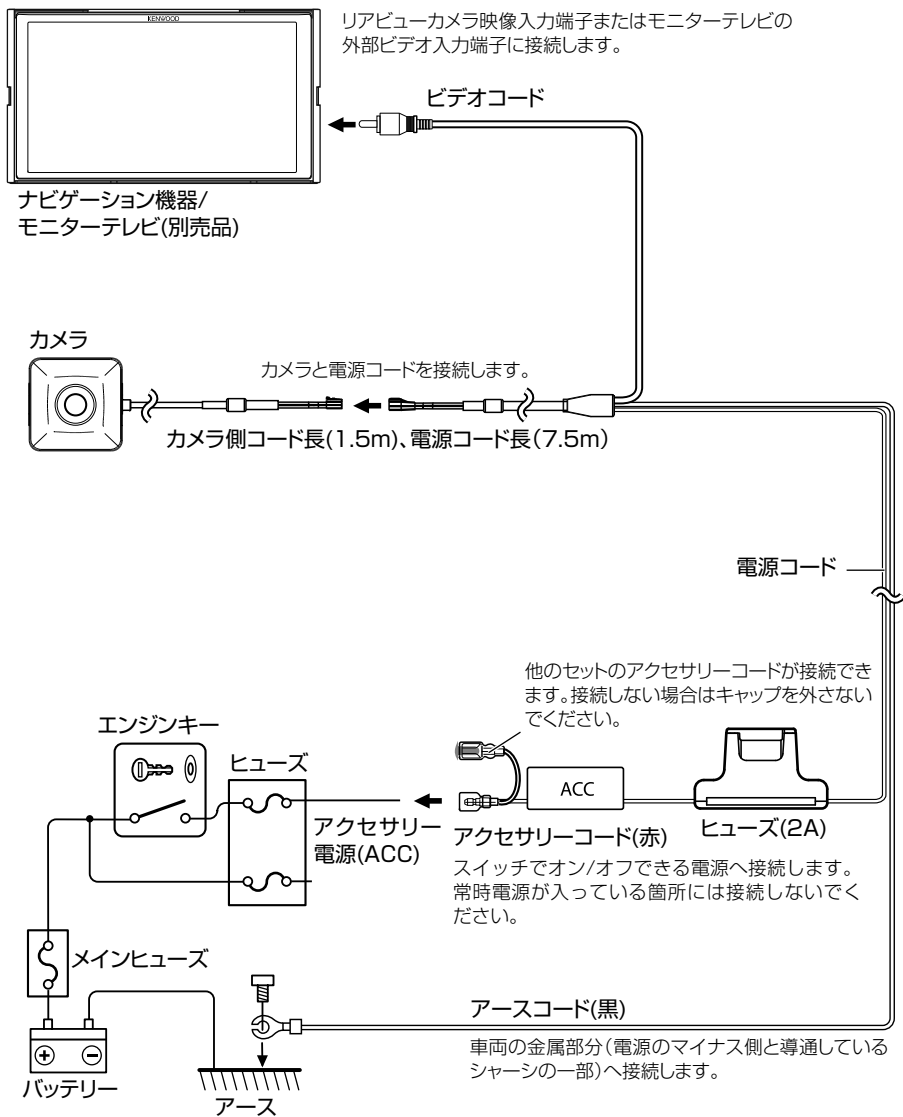 KENWOOD
リアビューカメラ映像入力端子またはモニターテレビの
外部ビデオ入力端子に接続します。
ビデオコード
ナビゲーション機器/
モニターテレビ(別売品)
カメラ
カメラと電源コードを接続します。
カメラ側コード長(1.5m)、電源コード長(7.5m)
電源コード
他のセットのアクセサリーコードが接続でき
ます。接続しない場合はキャップを外さない
でください。
エンジンキー
ヒューズ
ACC
アクセサリー
電源(ACC)
アクセサリーコード(赤)
ヒューズ(2A)
スイッチでオン/オフできる電源へ接続します。
常時電源が入っている箇所には接続しないでく
ださい。
メインヒューズ
アースコード(黒)
車両の金属部分(電源のマイナス側と導通している
シャーシの一部)へ接続します。
バッテリー
アース